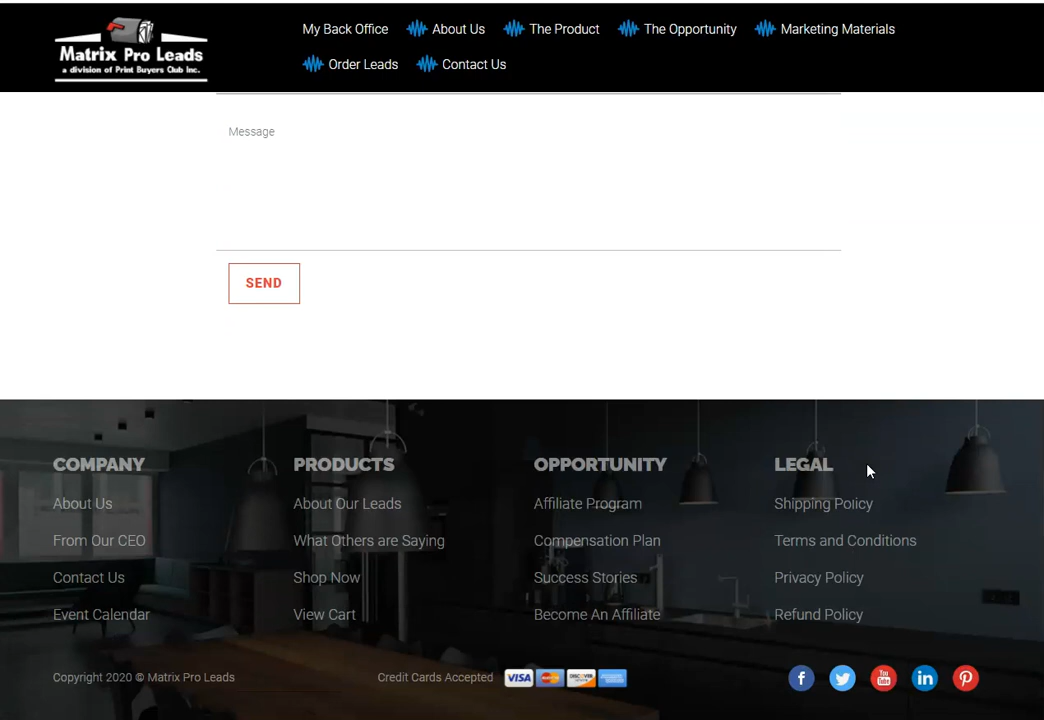 Matrix Pro Leads
a division of Print Buyers Club Inc.
My Back Office About Us The Product The Opportunity Marketing Materials
Order Leads Contact Us
Message
SEND
COMPANY PRODUCTS OPPORTUNITY LEGAL
About Us About Our Leads Affiliate Program Shipping Policy
From Our CEO What Others are Saying Compensation Plan Terms and Conditions
Contact Us Shop Now Success Stories Privacy Policy
Event Calendar View Cart Become An Affiliate Refund Policy
Copyright 2020 © Matrix Pro Leads Credit Cards Accepted VISA DISCOVER